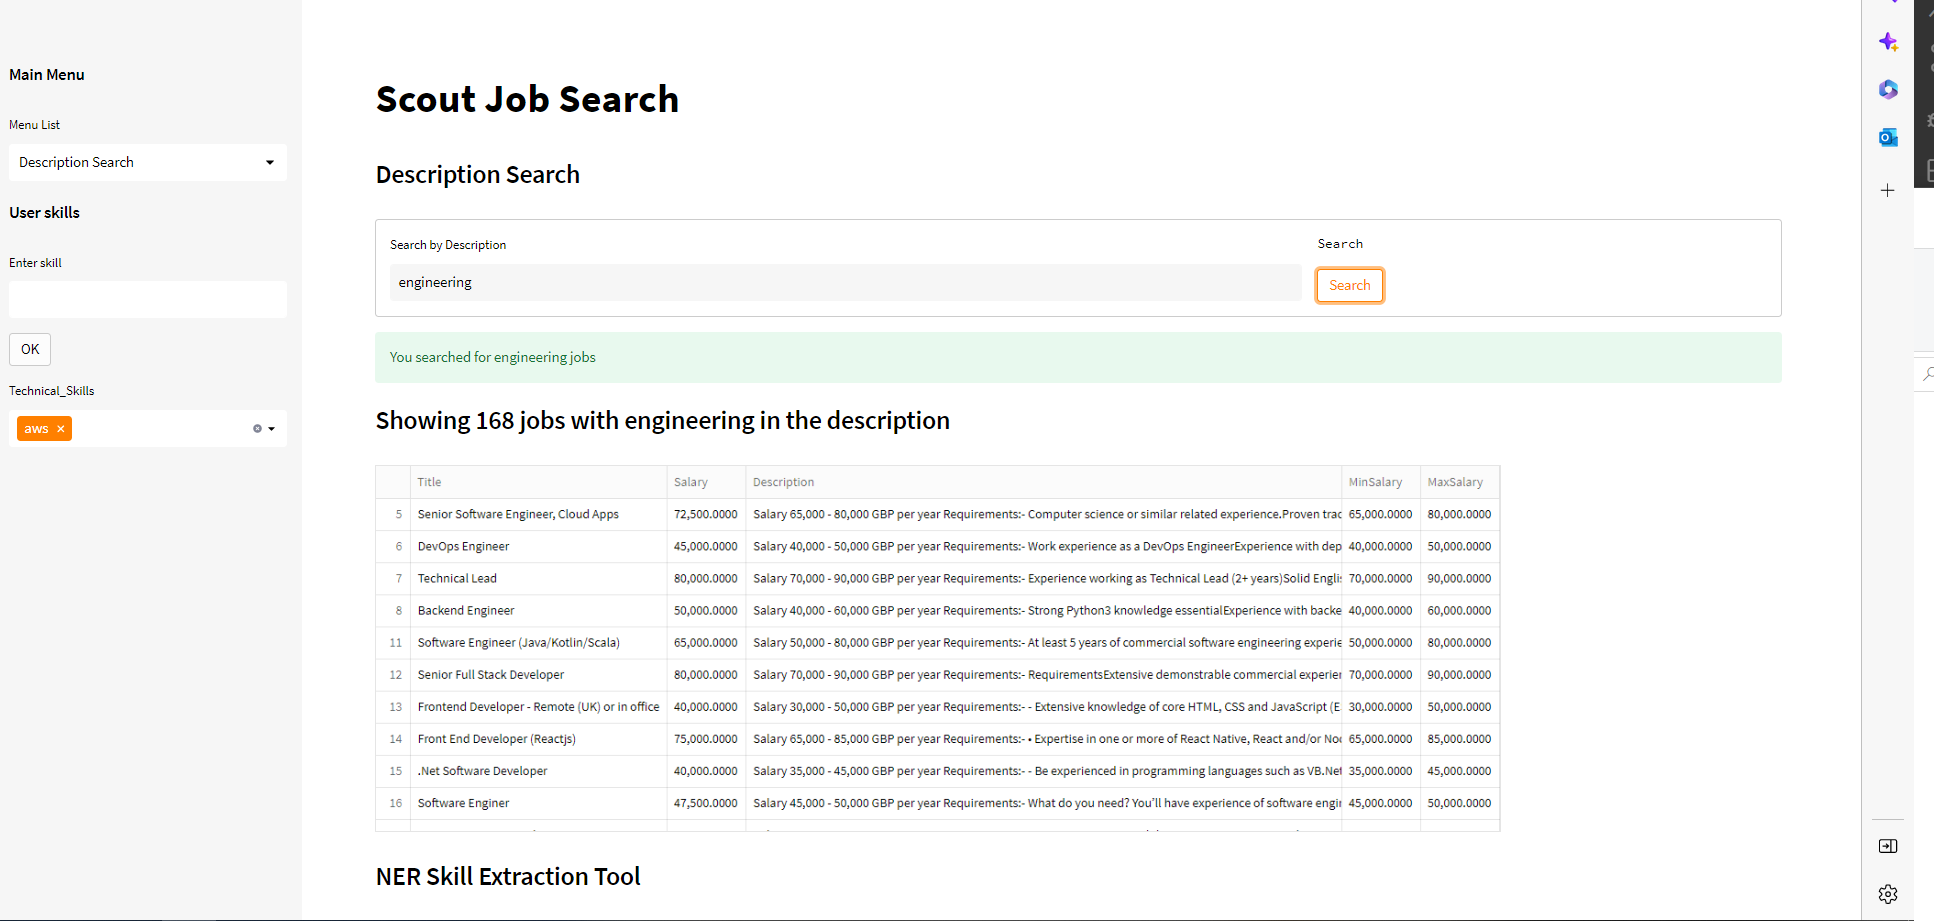 Main Menu
Menu List
Description Search
User skills
Enter skill
OK
Technical_Skills
aws ×
Scout Job Search
Description Search
Search by Description
Search
engineering
Search
You searched for engineering jobs
Showing 168 jobs with engineering in the description
Title Salary Description MinSalary MaxSalary
5 Senior Software Engineer, Cloud Apps 72,500.0000 Salary 65,000 - 80,000 GBP per year Requirements:- Computer science or similar related experience.Proven trac 65,000.0000 80,000.0000
6 DevOps Engineer 45,000.0000 Salary 40,000 - 50,000 GBP per year Requirements:- Work experience as a DevOps EngineerExperience with dep 40,000.0000 50,000.0000
7 Technical Lead 80,000.0000 Salary 70,000 - 90,000 GBP per year Requirements:- Experience working as Technical Lead (2+ years)Solid Englis 70,000.0000 90,000.0000
8 Backend Engineer 50,000.0000 Salary 40,000 - 60,000 GBP per year Requirements:- Strong Python3 knowledge essentialExperience with backe 40,000.0000 60,000.0000
11 Software Engineer (Java/Kotlin/Scala) 65,000.0000 Salary 50,000 - 80,000 GBP per year Requirements:- At least 5 years of commercial software engineering experie 50,000.0000 80,000.0000
12 Senior Full Stack Developer 80,000.0000 Salary 70,000 - 90,000 GBP per year Requirements:- RequirementsExtensive demonstrable commercial experier 70,000.0000 90,000.0000
13 Frontend Developer - Remote (UK) or in office 40,000.0000 Salary 30,000 - 50,000 GBP per year Requirements:- - Extensive knowledge of core HTML, CSS and JavaScript (E 30,000.0000 50,000.0000
14 Front End Developer (Reactjs) 75,000.0000 Salary 65,000 - 85,000 GBP per year Requirements:- • Expertise in one or more of React Native, React and/or Noc 65,000.0000 85,000.0000
15 .Net Software Developer 40,000.0000 Salary 35,000 - 45,000 GBP per year Requirements:- - Be experienced in programming languages such as VB.Net 35,000.0000 45,000.0000
16 Software Enginer 47,500.0000 Salary 45,000 - 50,000 GBP per year Requirements:- What do you need? You’ll have experience of software engir 45,000.0000 50,000.0000
NER Skill Extraction Tool